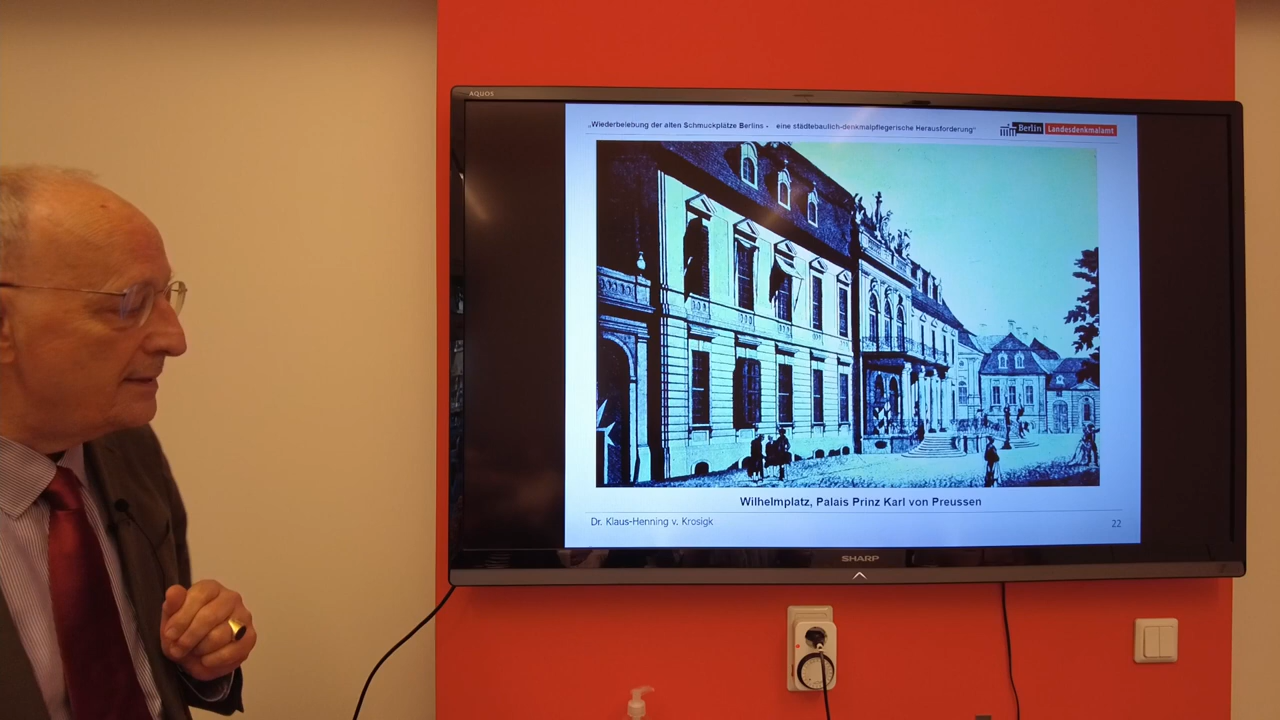 AQUOS
„Wiederbelebung der alten Schmuckplätze Berlins - eine städtebaulich-denkmalpflegerische Herausforderung“
Berlin Landesdenkmalamt
Wilhelmplatz, Palais Prinz Karl von Preussen
Dr. Klaus-Henning v. Krosigk
22
SHARP